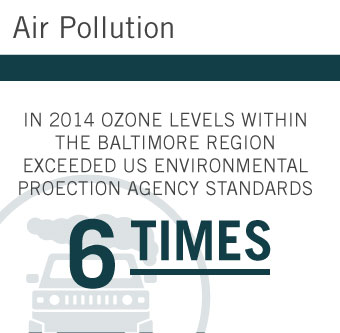 Air Pollution
IN 2014 OZONE LEVELS WITHIN
THE BALTIMORE REGION
EXCEEDED US ENVIRONMENTAL
PROECTION AGENCY STANDARDS
6 TIMES